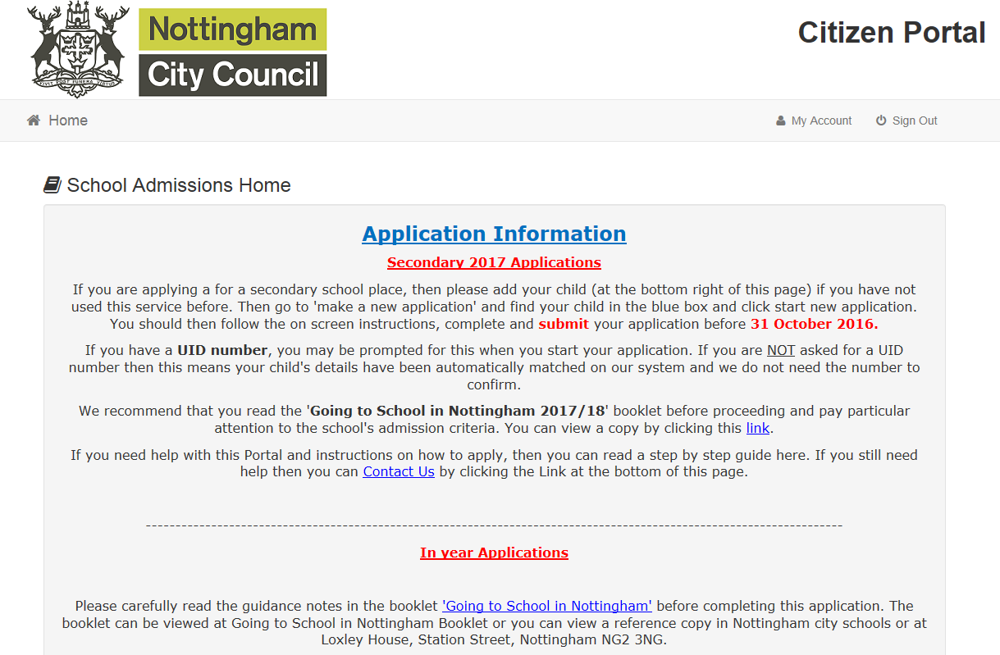 Nottingham
City Council
VIVIT POST FUNERA VIRTUS
Citizen Portal
Home
My Account
Sign Out
School Admissions Home
Application Information
Secondary 2017 Applications
If you are applying a for a secondary school place, then please add your child (at the bottom right of this page) if you have not
used this service before. Then go to 'make a new application' and find your child in the blue box and click start new application.
You should then follow the on screen instructions, complete and submit your application before 31 October 2016.
If you have a UID number, you may be prompted for this when you start your application. If you are NOT asked for a UID
number then this means your child's details have been automatically matched on our system and we do not need the number to
confirm.
We recommend that you read the 'Going to School in Nottingham 2017/18' booklet before proceeding and pay particular
attention to the school's admission criteria. You can view a copy by clicking this link.
If you need help with this Portal and instructions on how to apply, then you can read a step by step guide here. If you still need
help then you can Contact Us by clicking the Link at the bottom of this page.
----------------------------------------------------------------------------------------------------------------------
In year Applications
Please carefully read the guidance notes in the booklet 'Going to School in Nottingham' before completing this application. The
booklet can be viewed at Going to School in Nottingham Booklet or you can view a reference copy in Nottingham city schools or at
Loxley House, Station Street, Nottingham NG2 3NG.